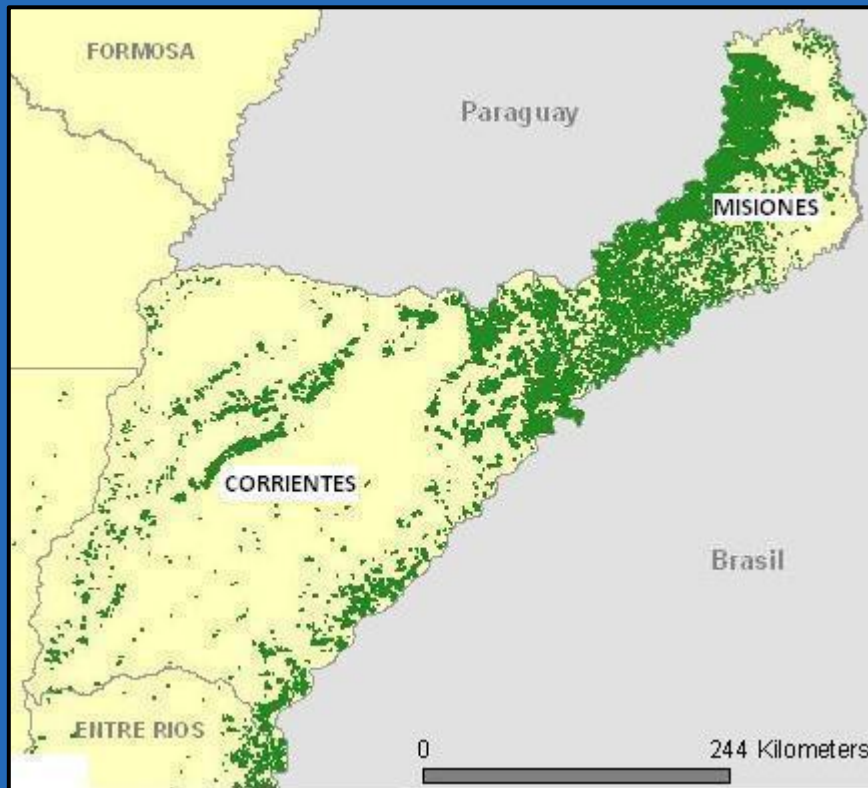 FORMOSA
Paraguay
MISIONES
CORRIENTES
Brasil
ENTRE RIOS
0 244 Kilometers